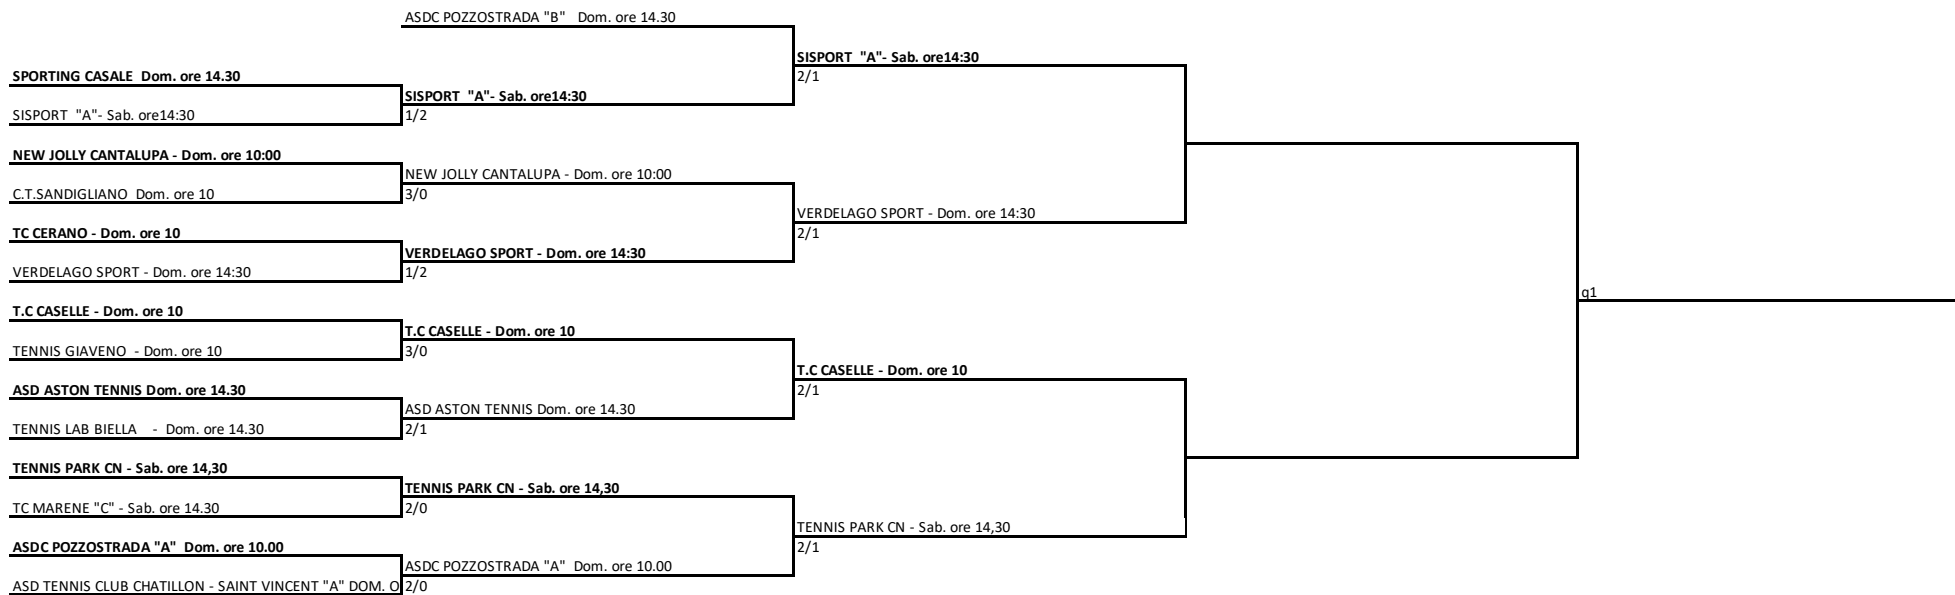 ASDC POZZOSTRADA "B"   Dom. ore 14.30
SISPORT  "A"- Sab. ore14:30
2/1
SPORTING CASALE  Dom. ore 14.30
SISPORT  "A"- Sab. ore14:30
1/2
SISPORT  "A"- Sab. ore14:30
NEW JOLLY CANTALUPA - Dom. ore 10:00
NEW JOLLY CANTALUPA - Dom. ore 10:00
3/0
C.T.SANDIGLIANO  Dom. ore 10
VERDELAGO SPORT - Dom. ore 14:30
2/1
TC CERANO - Dom. ore 10
VERDELAGO SPORT - Dom. ore 14:30
1/2
VERDELAGO SPORT - Dom. ore 14:30
q1
T.C CASELLE - Dom. ore 10
T.C CASELLE - Dom. ore 10
3/0
TENNIS GIAVENO  - Dom. ore 10
T.C CASELLE - Dom. ore 10
2/1
ASD ASTON TENNIS Dom. ore 14.30
ASD ASTON TENNIS Dom. ore 14.30
2/1
TENNIS LAB BIELLA    -  Dom. ore 14.30
TENNIS PARK CN - Sab. ore 14,30
TENNIS PARK CN - Sab. ore 14,30
2/0
TC MARENE "C" - Sab. ore 14.30
TENNIS PARK CN - Sab. ore 14,30
2/1
ASDC POZZOSTRADA "A"  Dom. ore 10.00
ASDC POZZOSTRADA "A"  Dom. ore 10.00
2/0
ASD TENNIS CLUB CHATILLON - SAINT VINCENT "A" DOM. O